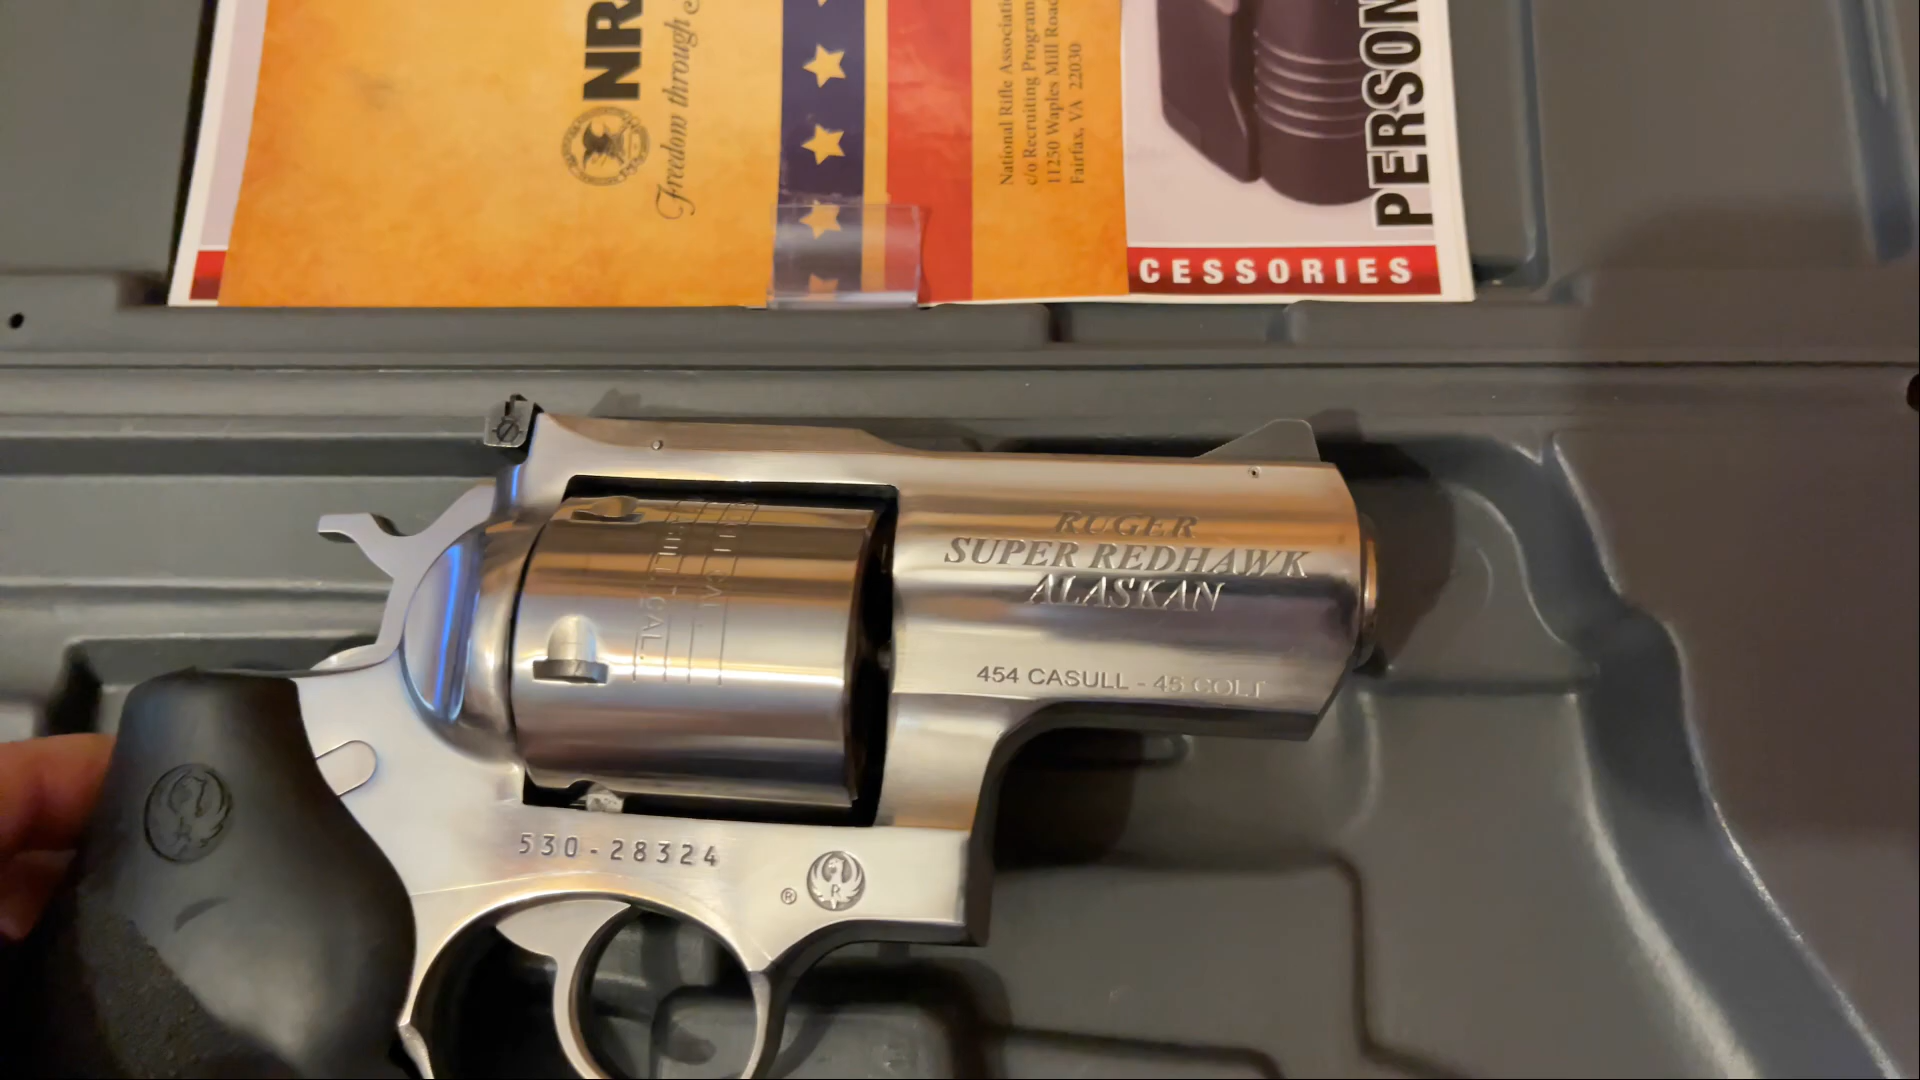 NR
Freedom through
National Rifle Associati
c/o Recruiting Program
11250 Waples Mill Road
Fairfax, VA 22030
PERSON
CESSORIES
RUGER
SUPER REDHAWK
ALASKAN
454 CASULL - 45 COLT
CAL.
530-28324
®
R
R